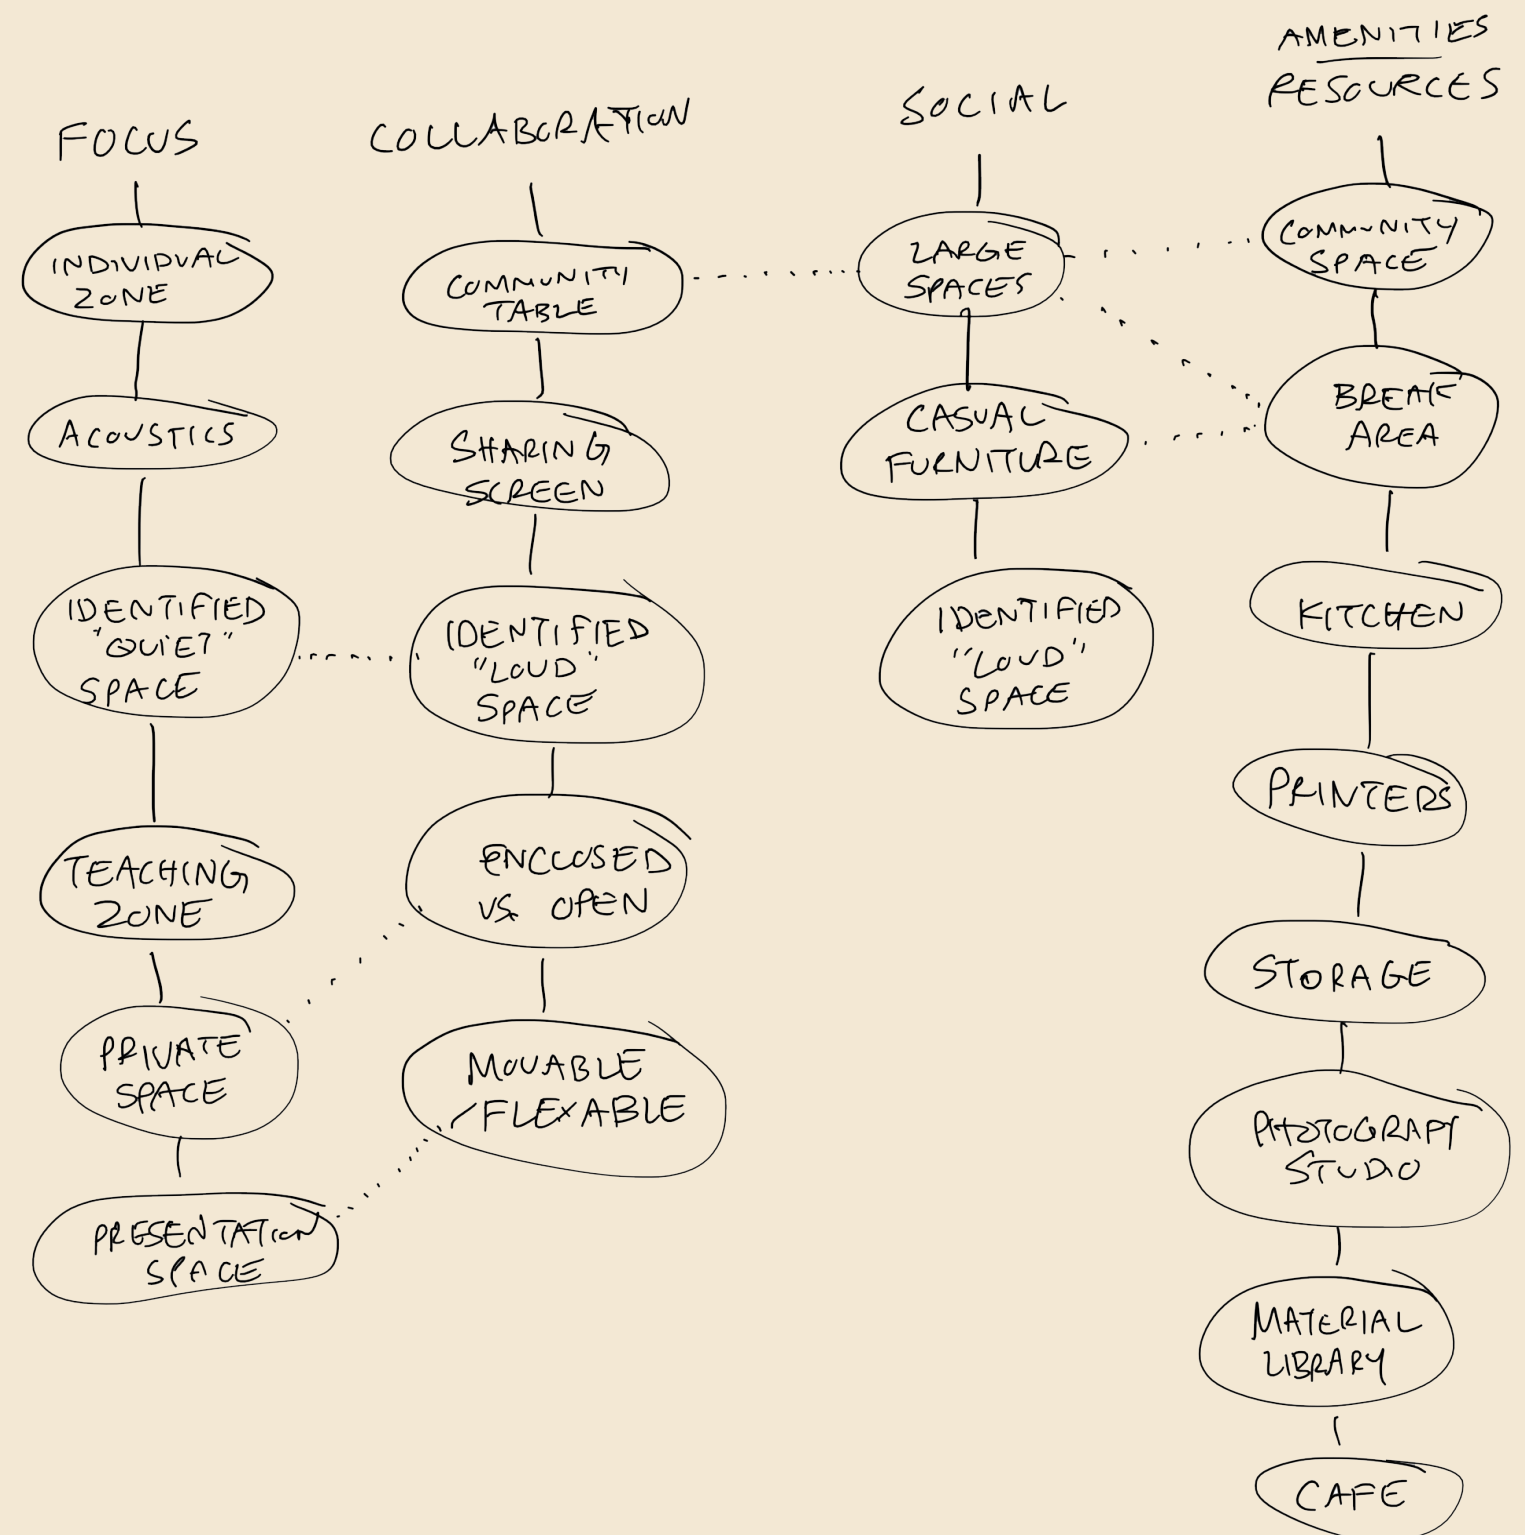 FOCUS
INDIVIDUAL
ZONE
ACOUSTICS
IDENTIFIED
"QUIET"
SPACE
TEACHING
ZONE
PRIVATE
SPACE
PRESENTATION
SPACE
COLLABORATION
COMMUNITY
TABLE
SHARING
SCREEN
IDENTIFIED
"LOUD"
SPACE
ENCLOSED
VS. OPEN
MOVABLE
/FLEXABLE
SOCIAL
LARGE
SPACES
CASUAL
FURNITURE
IDENTIFIED
"LOUD"
SPACE
AMENITIES
RESOURCES
COMMUNITY
SPACE
BREAK
AREA
KITCHEN
PRINTERS
STORAGE
PHOTOGRAPY
STUDIO
MATERIAL
LIBRARY
CAFE